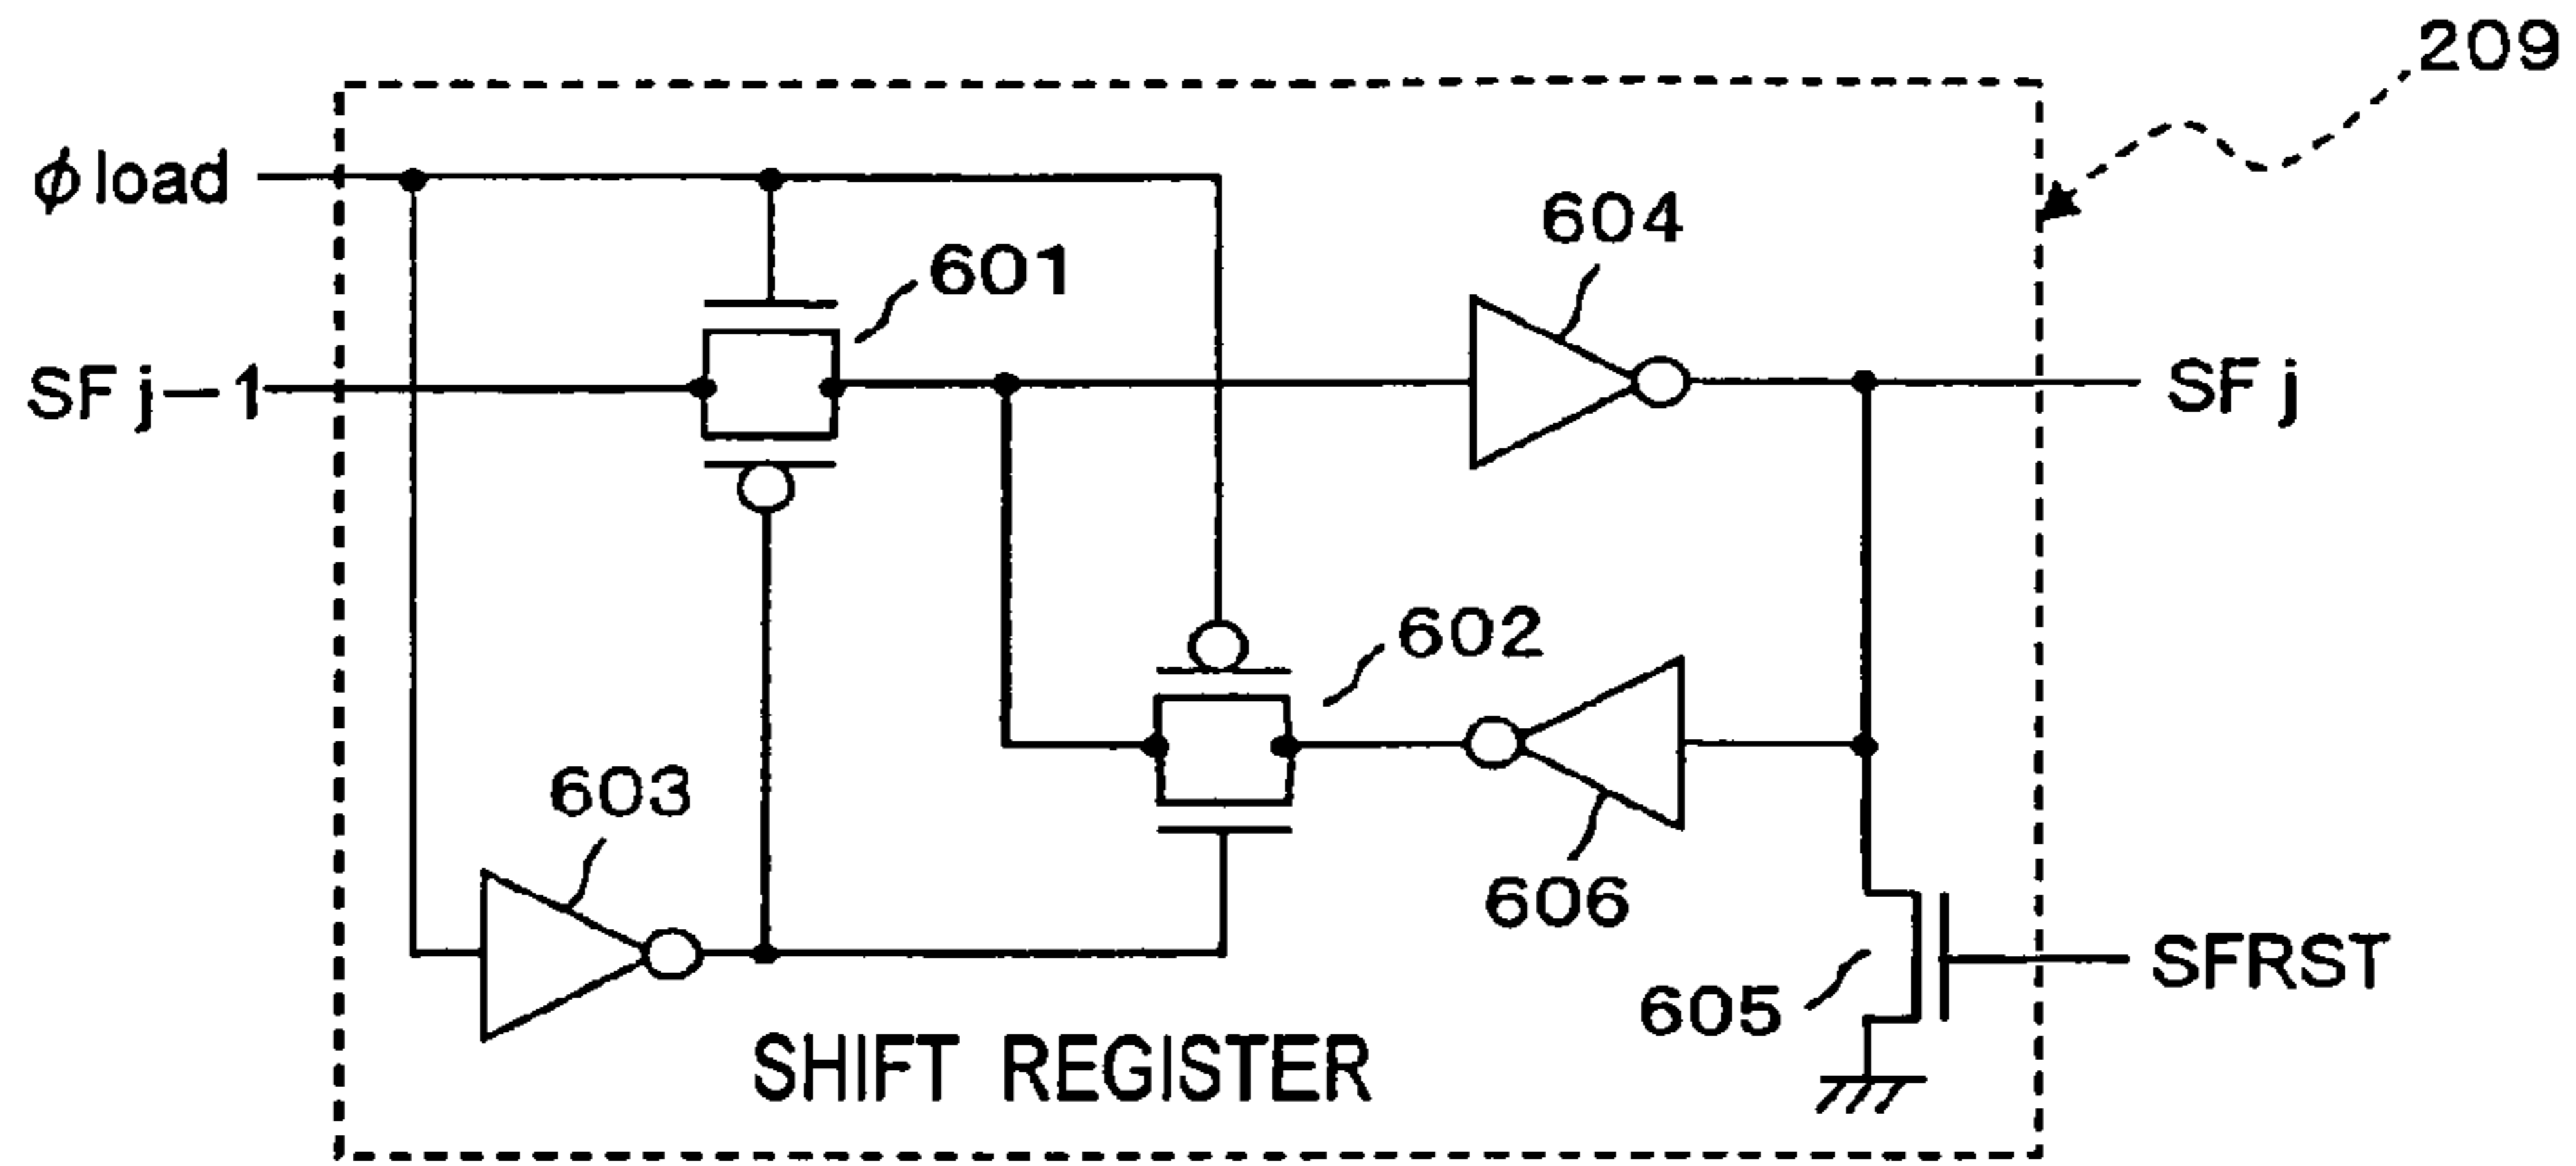 209
φ load
604
601
SF j−1
SF j
602
603
606
SFRST
605
SHIFT REGISTER